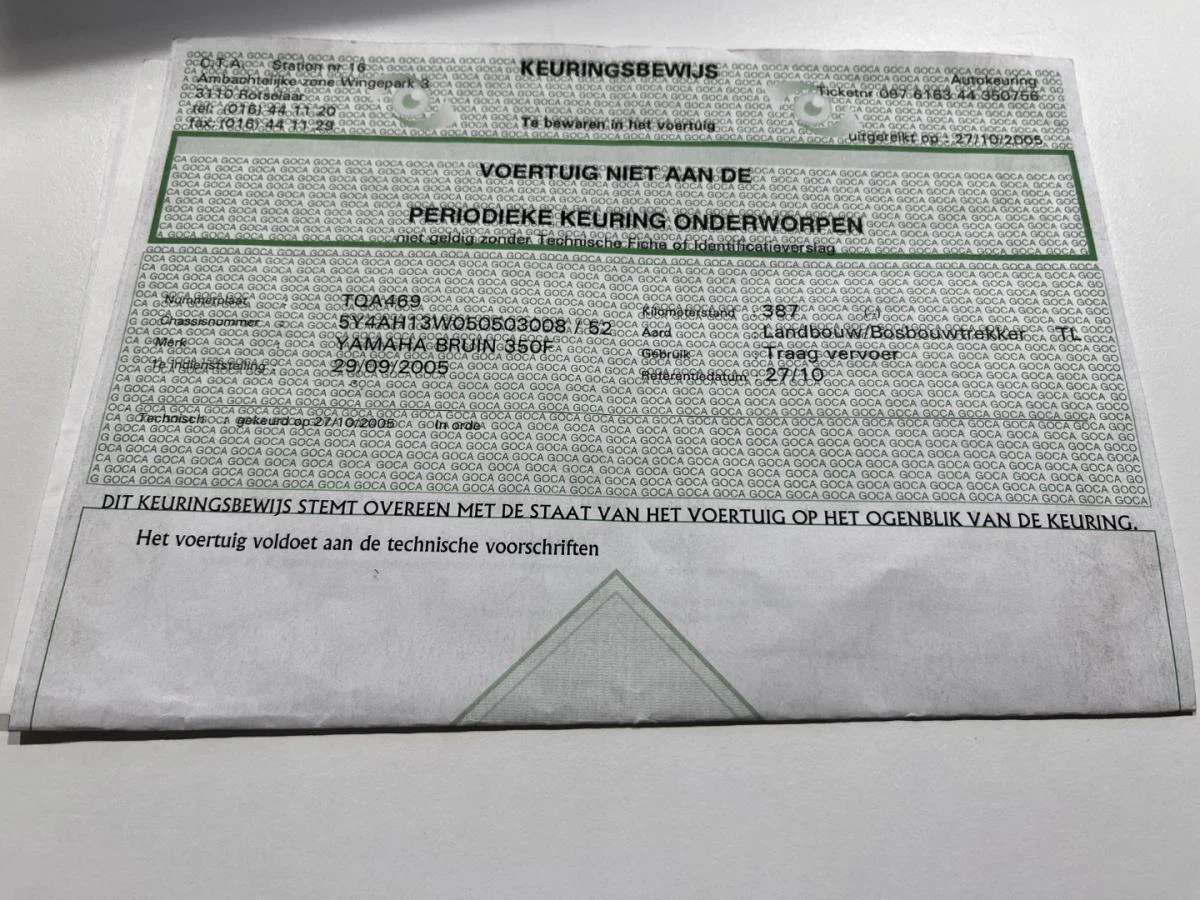 C.T.A. Station nr 16
Ambachtelijke zone Wingepark 3
3110 Rotselaar
tel: (016) 44 11 20
fax: (016) 44 11 29
KEURINGSBEWIJS
Te bewaren in het voertuig
Autokeuring
Ticketnr 087 6163 44 350756
uitgereikt op : 27/10/2005
VOERTUIG NIET AAN DE
PERIODIEKE KEURING ONDERWORPEN
niet geldig zonder Technische Fiche of Identificatieverslag
Nummerplaat : TQA469
Chassisnummer : 5Y4AH13W050503008 / 52
Merk : YAMAHA BRUIN 350F
Te indienststelling : 29/09/2005
Kilometerstand : 387
Aard : Landbouw/Bosbouwtrekker TL
Gebruik : Traag vervoer
Referentiedatum : 27/10
Technisch gekeurd op 27/10/2005 In orde
DIT KEURINGSBEWIJS STEMT OVEREEN MET DE STAAT VAN HET VOERTUIG OP HET OGENBLIK VAN DE KEURING.
Het voertuig voldoet aan de technische voorschriften